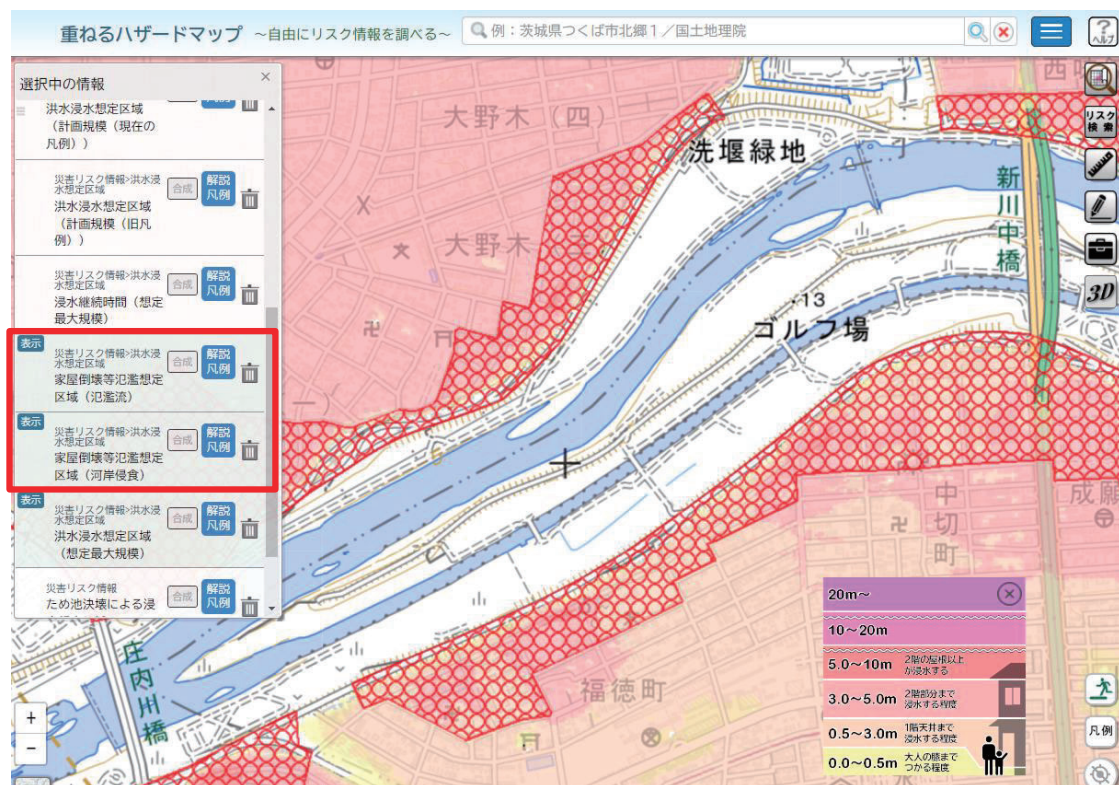 重ねるハザードマップ ～自由にリスク情報を調べる～
例：茨城県つくば市北郷１／国土地理院
ヘルプ
選択中の情報
洪水浸水想定区域
（計画規模（現在の
凡例））
凡例
災害リスク情報>洪水浸
水想定区域
洪水浸水想定区域
（計画規模（旧凡
例））
合成
解説
凡例
災害リスク情報>洪水浸
水想定区域
浸水継続時間（想定
最大規模）
合成
解説
凡例
表示
災害リスク情報>洪水浸
水想定区域
家屋倒壊等氾濫想定
区域（氾濫流）
合成
解説
凡例
表示
災害リスク情報>洪水浸
水想定区域
家屋倒壊等氾濫想定
区域（河岸侵食）
合成
解説
凡例
表示
災害リスク情報>洪水浸
水想定区域
洪水浸水想定区域
（想定最大規模）
合成
解説
凡例
災害リスク情報
ため池決壊による浸
合成
解説
凡例
大野木（四）
洗堰緑地
大野木
新川中橋
・13
ゴルフ場
中切町
成願
福徳町
庄内川橋
リスク
検索
3D
凡例
20m～
10～20m
5.0～10m 2階の屋根以上
が浸水する
3.0～5.0m 2階部分まで
浸水する程度
0.5～3.0m 1階天井まで
浸水する程度
0.0～0.5m 大人の膝まで
つかる程度
+
−